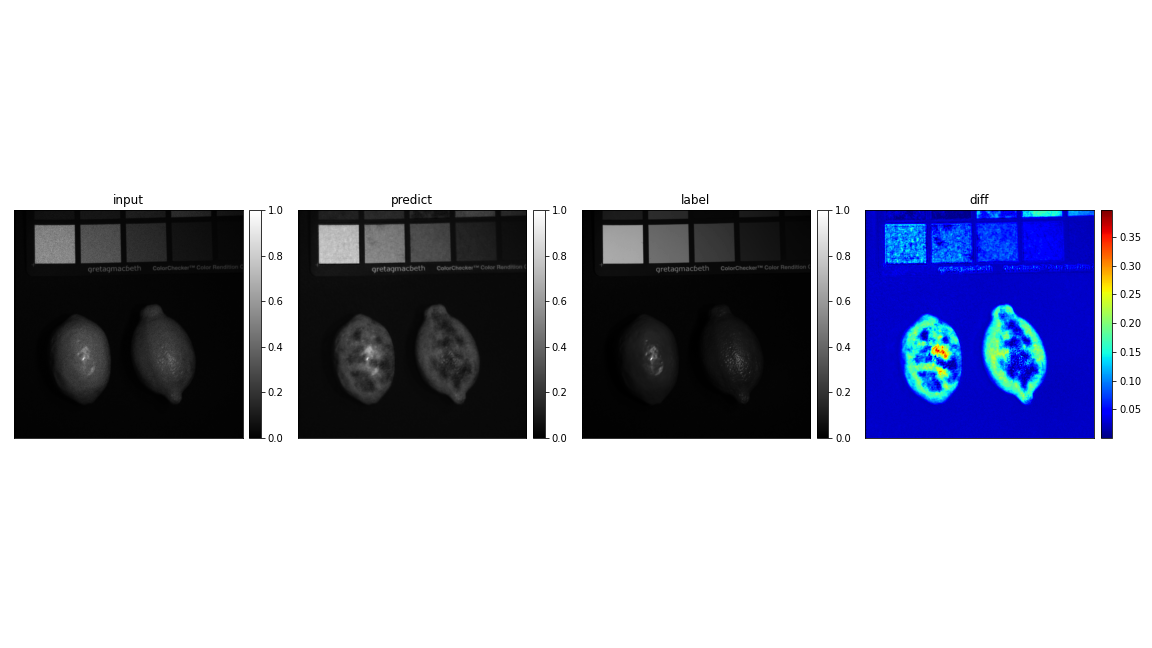 input
predict
label
diff
1.0
0.8
0.6
0.4
0.2
0.0
1.0
0.8
0.6
0.4
0.2
0.0
1.0
0.8
0.6
0.4
0.2
0.0
0.35
0.30
0.25
0.20
0.15
0.10
0.05
gretagmacbeth
ColorChecker™ Color Rendition
gretagmacbeth
ColorChecker™ Color Rendition
gretagmacbeth
ColorChecker™ Color Rendition